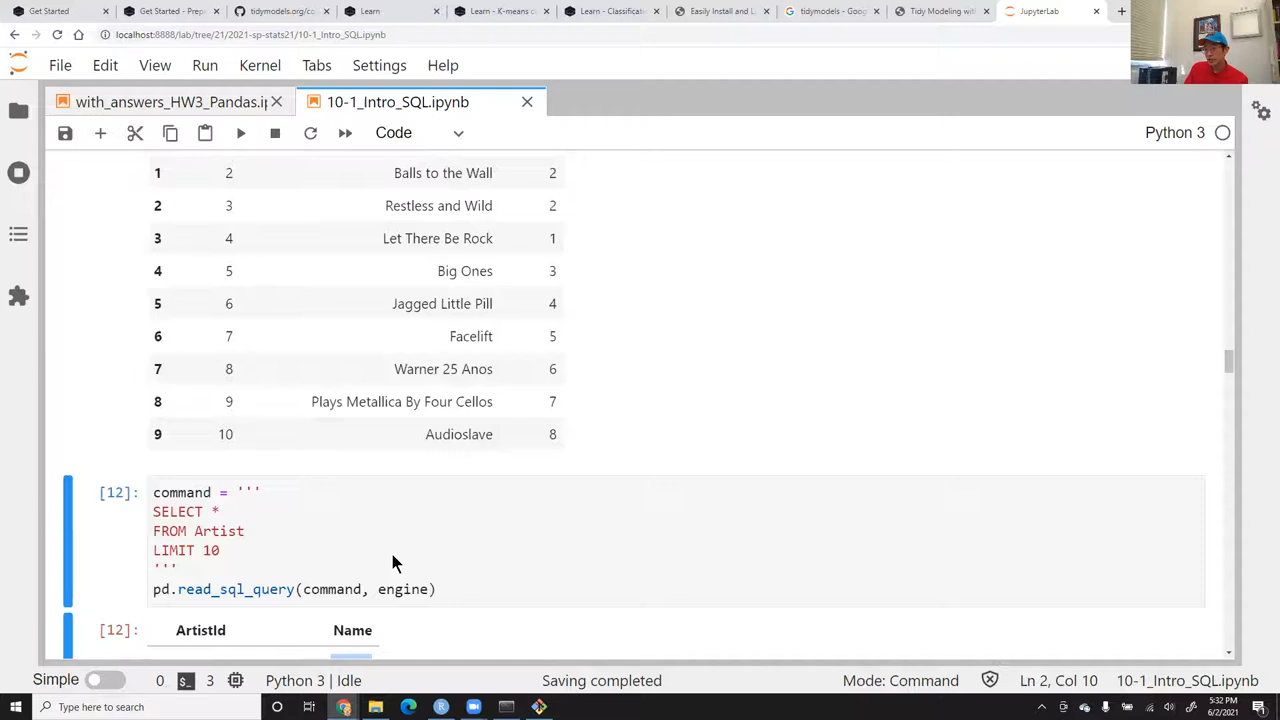 Get Started
Get Started - Prep
tidymodels.org/co
Learn
Learn - K-means c
Learn - Classificat
Easily Install and L
tidymodels - Goog
Tidy Modeling with
JupyterLab
localhost:8888/lab/tree/21/2021-sp-stats21/10-1_Intro_SQL.ipynb
File Edit View Run Kernel Tabs Settings Help
with_answers_HW3_Pandas.ip
10-1_Intro_SQL.ipynb
Code
Python 3
1 2 Balls to the Wall 2
2 3 Restless and Wild 2
3 4 Let There Be Rock 1
4 5 Big Ones 3
5 6 Jagged Little Pill 4
6 7 Facelift 5
7 8 Warner 25 Anos 6
8 9 Plays Metallica By Four Cellos 7
9 10 Audioslave 8
[12]: command = '''
SELECT *
FROM Artist
LIMIT 10
'''
pd.read_sql_query(command, engine)
[12]: ArtistId Name
Simple 0 $_ 3 Python 3 | Idle Saving completed Mode: Command Ln 2, Col 10 10-1_Intro_SQL.ipynb
Type here to search
5:32 PM
6/2/2021